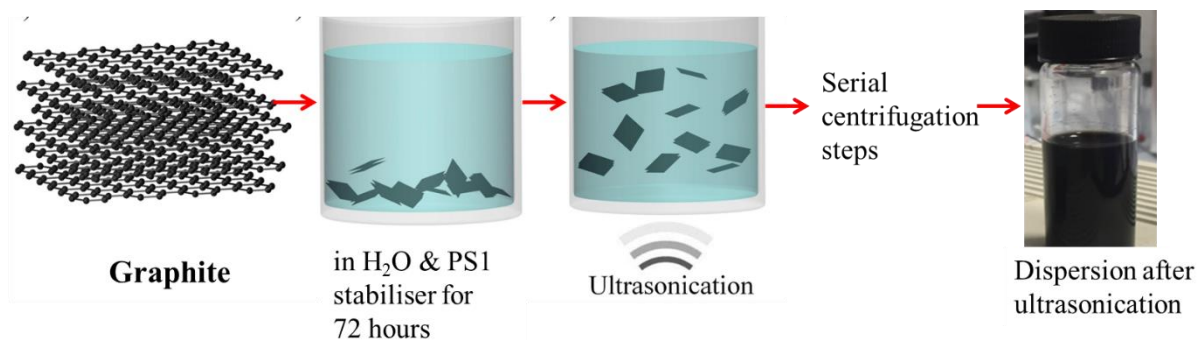 Graphite
in H₂O & PS1
stabiliser for
72 hours
Ultrasonication
Serial
centrifugation
steps
Dispersion after
ultrasonication